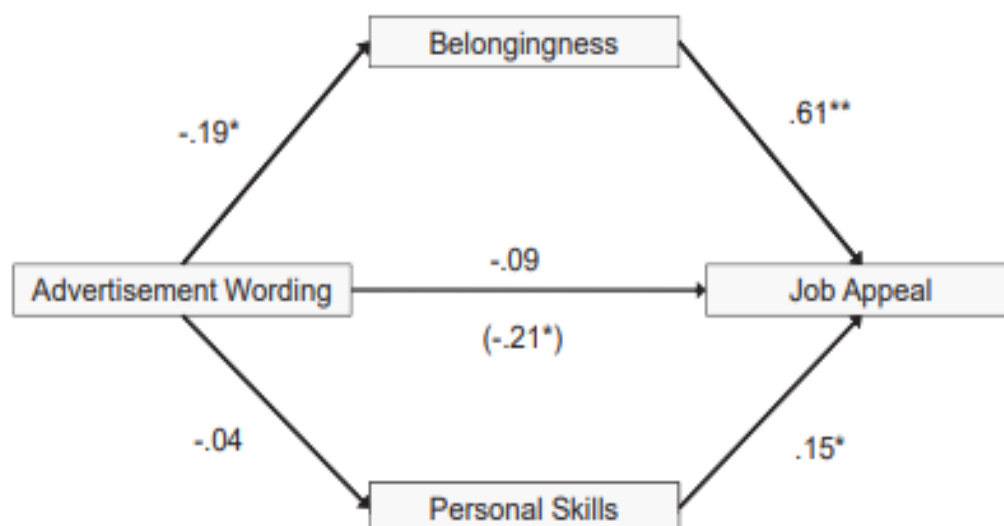 Belongingness
-.19*
.61**
-.09
Advertisement Wording
Job Appeal
(-.21*)
-.04
.15*
Personal Skills